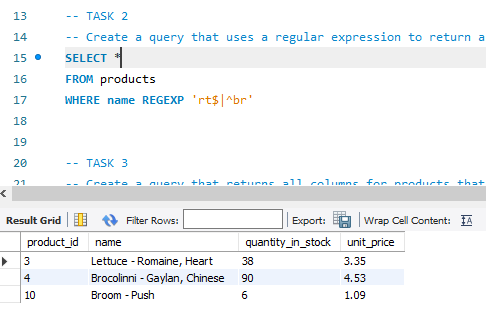 13 -- TASK 2
14 -- Create a query that uses a regular expression to return a
15 SELECT *
16 FROM products
17 WHERE name REGEXP 'rt$|^br'
18
19
20 -- TASK 3
21 -- Create a query that returns all columns for products that
Result Grid Filter Rows: Export: Wrap Cell Content: IA
product_id name quantity_in_stock unit_price
3 Lettuce - Romaine, Heart 38 3.35
4 Brocolinni - Gaylan, Chinese 90 4.53
10 Broom - Push 6 1.09